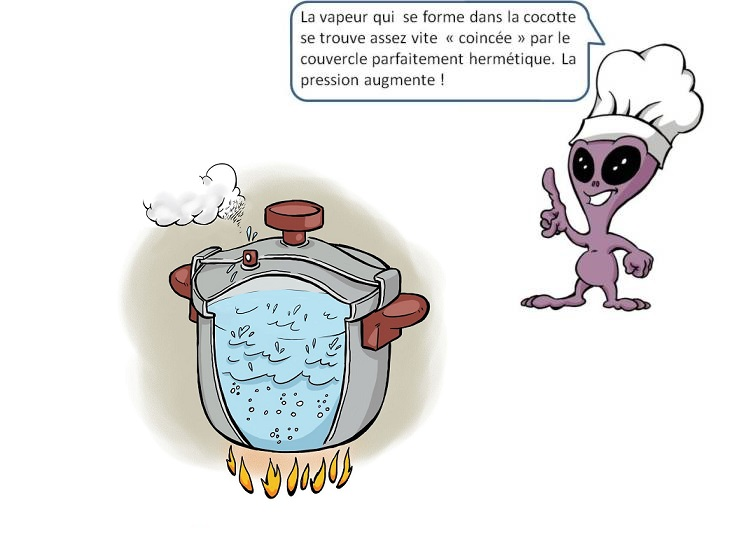 La vapeur qui se forme dans la cocotte
se trouve assez vite « coincée » par le
couvercle parfaitement hermétique. La
pression augmente !